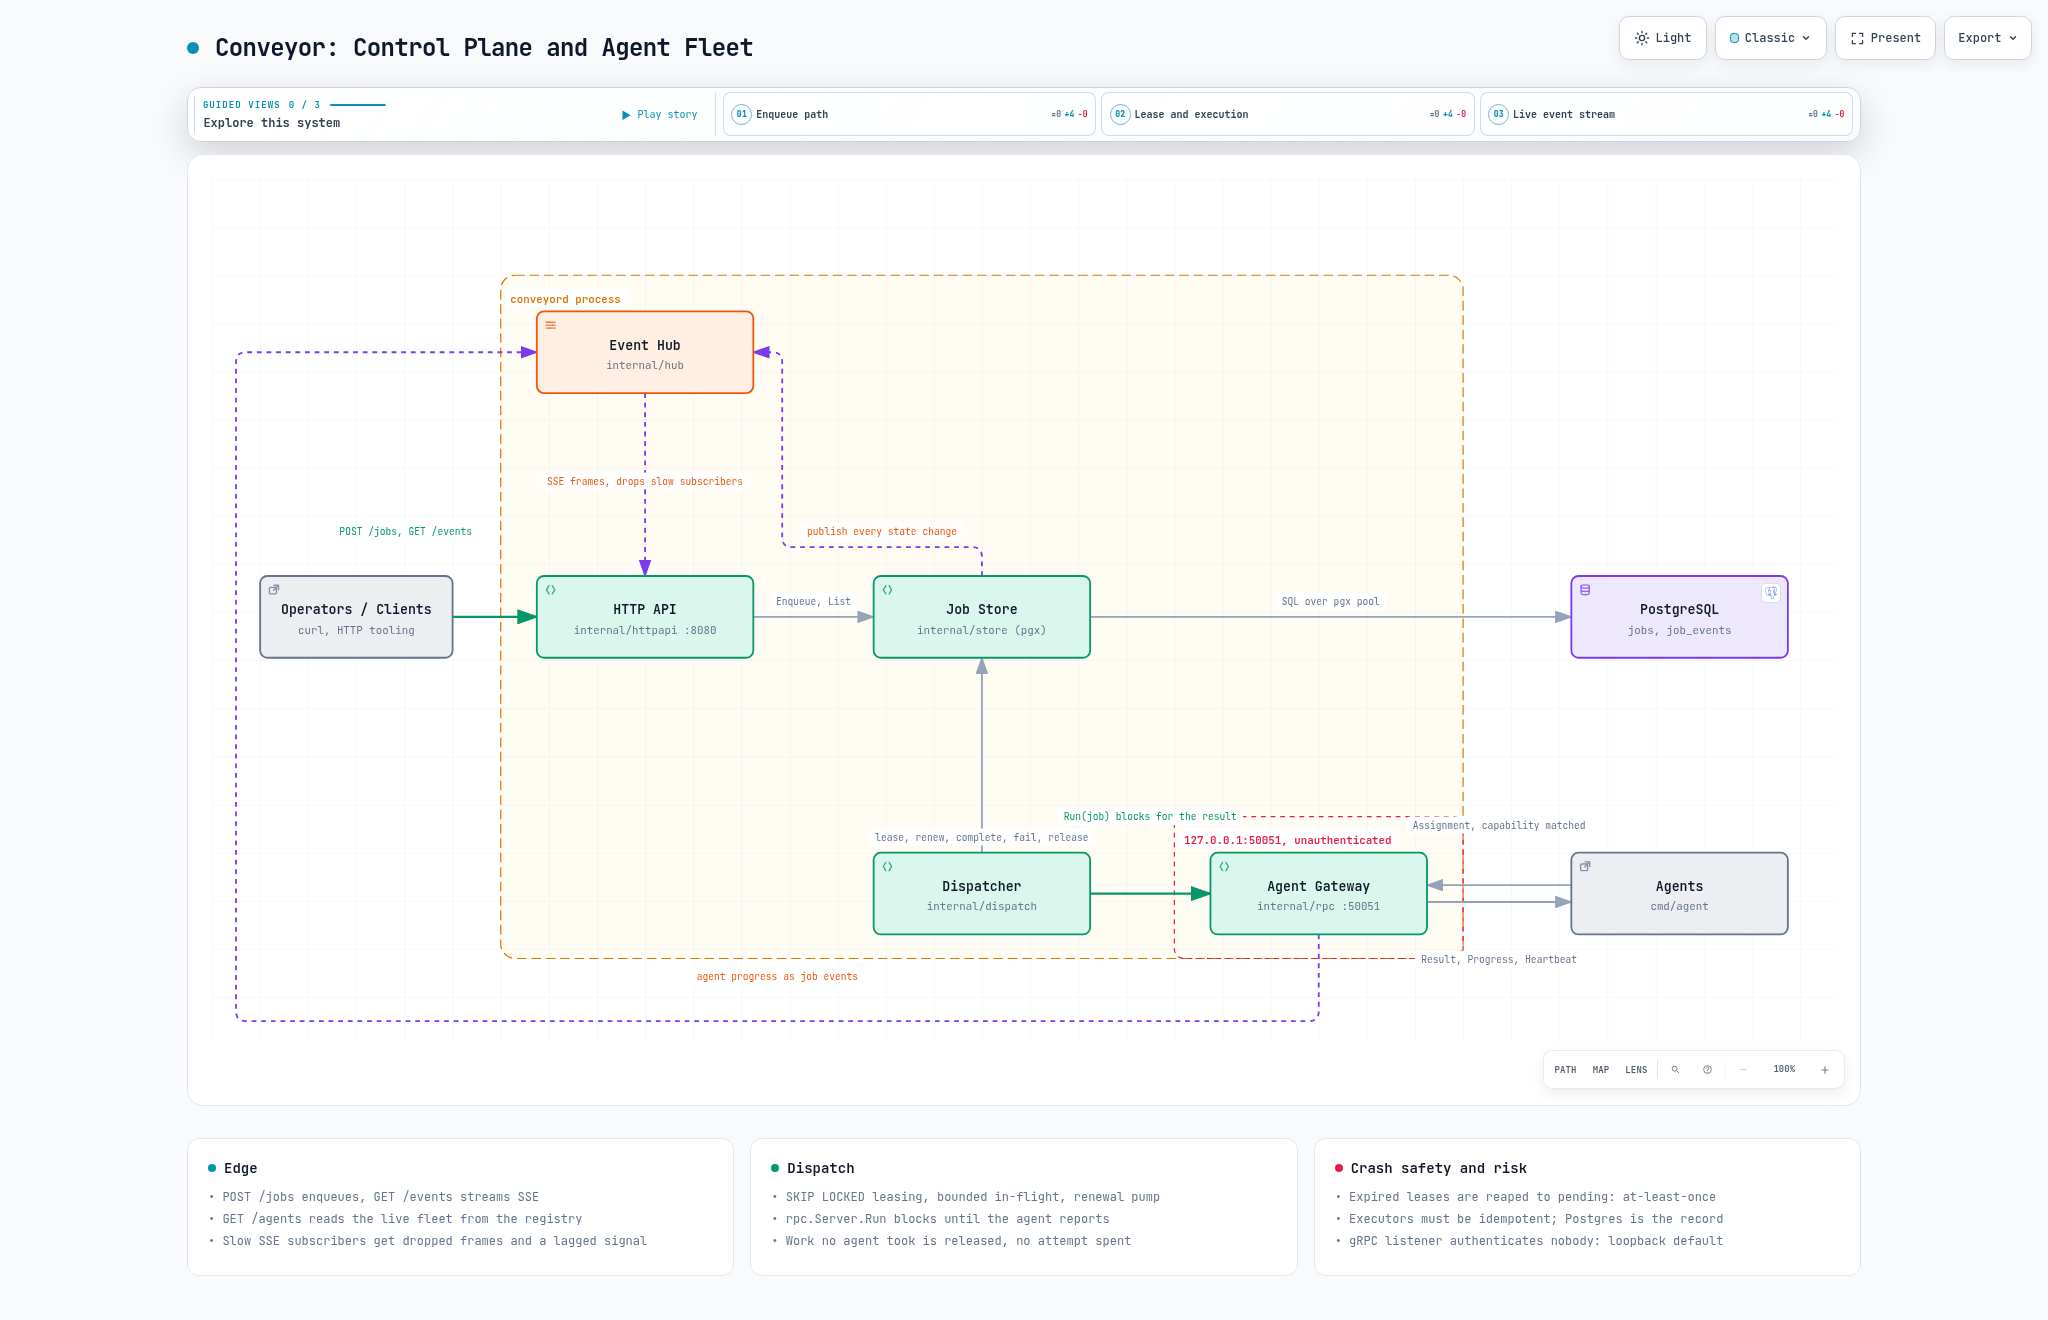 Conveyor: Control Plane and Agent Fleet
Light
Classic
Present
Export
GUIDED VIEWS 0 / 3
Explore this system
Play story
01 Enqueue path =0 +4 -0
02 Lease and execution =0 +4 -0
03 Live event stream =0 +4 -0
conveyord process
Event Hub
internal/hub
SSE frames, drops slow subscribers
POST /jobs, GET /events
publish every state change
Operators / Clients
curl, HTTP tooling
HTTP API
internal/httpapi :8080
Enqueue, List
Job Store
internal/store (pgx)
SQL over pgx pool
PostgreSQL
jobs, job_events
Run(job) blocks for the result
Assignment, capability matched
lease, renew, complete, fail, release
127.0.0.1:50051, unauthenticated
Dispatcher
internal/dispatch
Agent Gateway
internal/rpc :50051
Agents
cmd/agent
Result, Progress, Heartbeat
agent progress as job events
PATH
MAP
LENS
100%
Edge
• POST /jobs enqueues, GET /events streams SSE
• GET /agents reads the live fleet from the registry
• Slow SSE subscribers get dropped frames and a lagged signal
Dispatch
• SKIP LOCKED leasing, bounded in-flight, renewal pump
• rpc.Server.Run blocks until the agent reports
• Work no agent took is released, no attempt spent
Crash safety and risk
• Expired leases are reaped to pending: at-least-once
• Executors must be idempotent; Postgres is the record
• gRPC listener authenticates nobody: loopback default